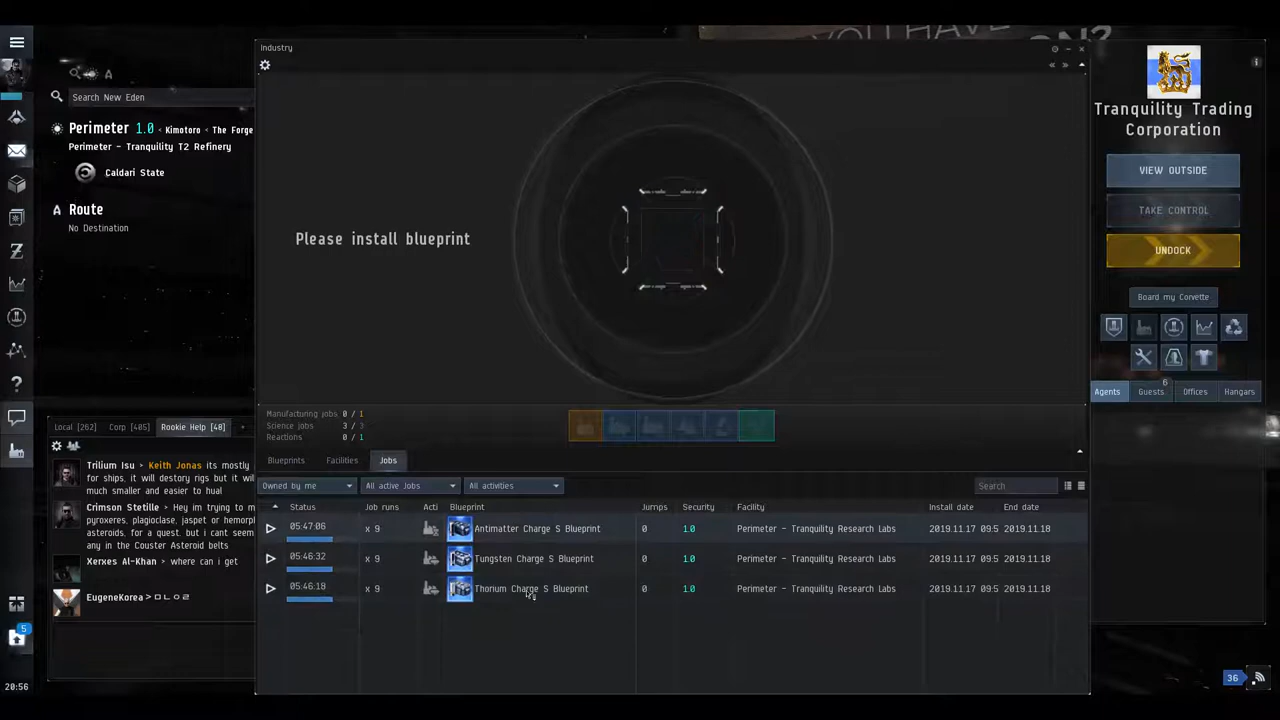 YOU HAVE
ON?
Industry
Search New Eden
Perimeter 1.0 < Kimotoro < The Forge
Perimeter - Tranquility T2 Refinery
Caldari State
Route
No Destination
Please install blueprint
Tranquility Trading
Corporation
VIEW OUTSIDE
TAKE CONTROL
UNDOCK
Board my Corvette
6
Agents
Guests
Offices
Hangars
Manufacturing jobs 0 / 1
Science jobs 3 / 3
Reactions 0 / 1
Blueprints
Facilities
Jobs
Owned by me
All active Jobs
All activities
Search
Status
Job runs
Acti
Blueprint
Jumps
Security
Facility
Install date
End date
05:47:06 x 9 Antimatter Charge S Blueprint 0 1.0 Perimeter - Tranquility Research Labs 2019.11.17 09:5 2019.11.18
05:46:32 x 9 Tungsten Charge S Blueprint 0 1.0 Perimeter - Tranquility Research Labs 2019.11.17 09:5 2019.11.18
05:46:18 x 9 Thorium Charge S Blueprint 0 1.0 Perimeter - Tranquility Research Labs 2019.11.17 09:5 2019.11.18
Local [262]
Corp [405]
Rookie Help [48]
Trilium Isu > Keith Jonas its mostly
for ships. it will destory rigs but it wil
much smaller and easier to hual
Crimson Stetille > Hey im trying to m
pyroxeres, plagioclase, jaspet or hemorp
asteroids, for a quest. but i cant seem
any in the Couster Asteroid belts
Xerxes Al-Khan > where can i get
EugeneKorea > ㅁㄴㅇㄹ
5
20:56
36